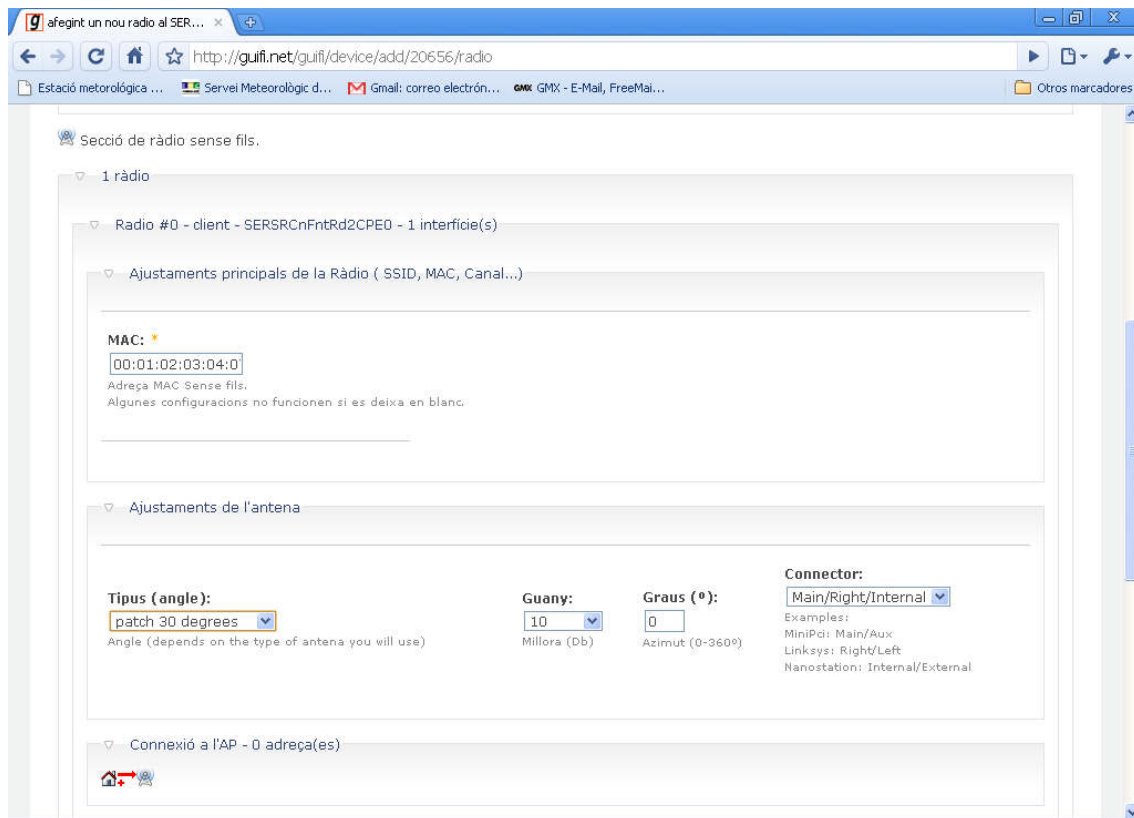 afegint un nou radio al SER...
http://guifi.net/guifi/device/add/20656/radio
Estació metorológica ...
Servei Meteorològic d...
Gmail: correo electrón...
GMX GMX - E-Mail, FreeMai...
Otros marcadores
Secció de ràdio sense fils.
1 ràdio
Radio #0 - client - SERSRCnFntRd2CPE0 - 1 interfície(s)
Ajustaments principals de la Ràdio ( SSID, MAC, Canal...)
MAC: *
00:01:02:03:04:0
Adreça MAC Sense fils.
Algunes configuracions no funcionen si es deixa en blanc.
Ajustaments de l'antena
Tipus (angle):
patch 30 degrees
Angle (depends on the type of antena you will use)
Guany:
10
Millora (Db)
Graus (º):
0
Azimut (0-360º)
Connector:
Main/Right/Internal
Examples:
MiniPci: Main/Aux
Linksys: Right/Left
Nanostation: Internal/External
Connexió a l'AP - 0 adreça(es)